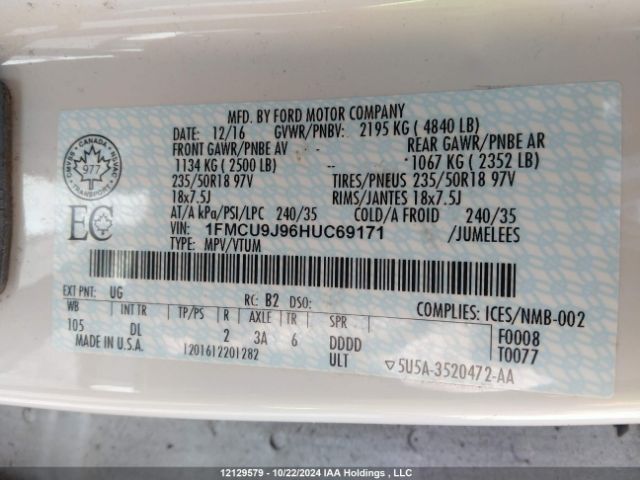 MFD. BY FORD MOTOR COMPANY
DATE: 12/16 GVWR/PNBV: 2195 KG ( 4840 LB)
FRONT GAWR/PNBE AV REAR GAWR/PNBE AR
1134 KG ( 2500 LB) -- 1067 KG ( 2352 LB)
235/50R18 97V TIRES/PNEUS 235/50R18 97V
18x7.5J RIMS/JANTES 18x7.5J
AT/A kPa/PSI/LPC 240/35 COLD/A FROID 240/35
VIN: 1FMCU9J96HUC69171 /JUMELEES
TYPE: MPV/VTUM
CANADA
977
TRANSPORT
EC
EXT PNT: UG RC: B2 DSO: COMPLIES: ICES/NMB-002
WB INT TR TP/PS R AXLE TR SPR F0008
105 DL 2 3A 6 DDDD T0077
MADE IN U.S.A. 1201612201282 ULT ▽5U5A-3520472-AA
12129579 - 10/22/2024 IAA Holdings , LLC